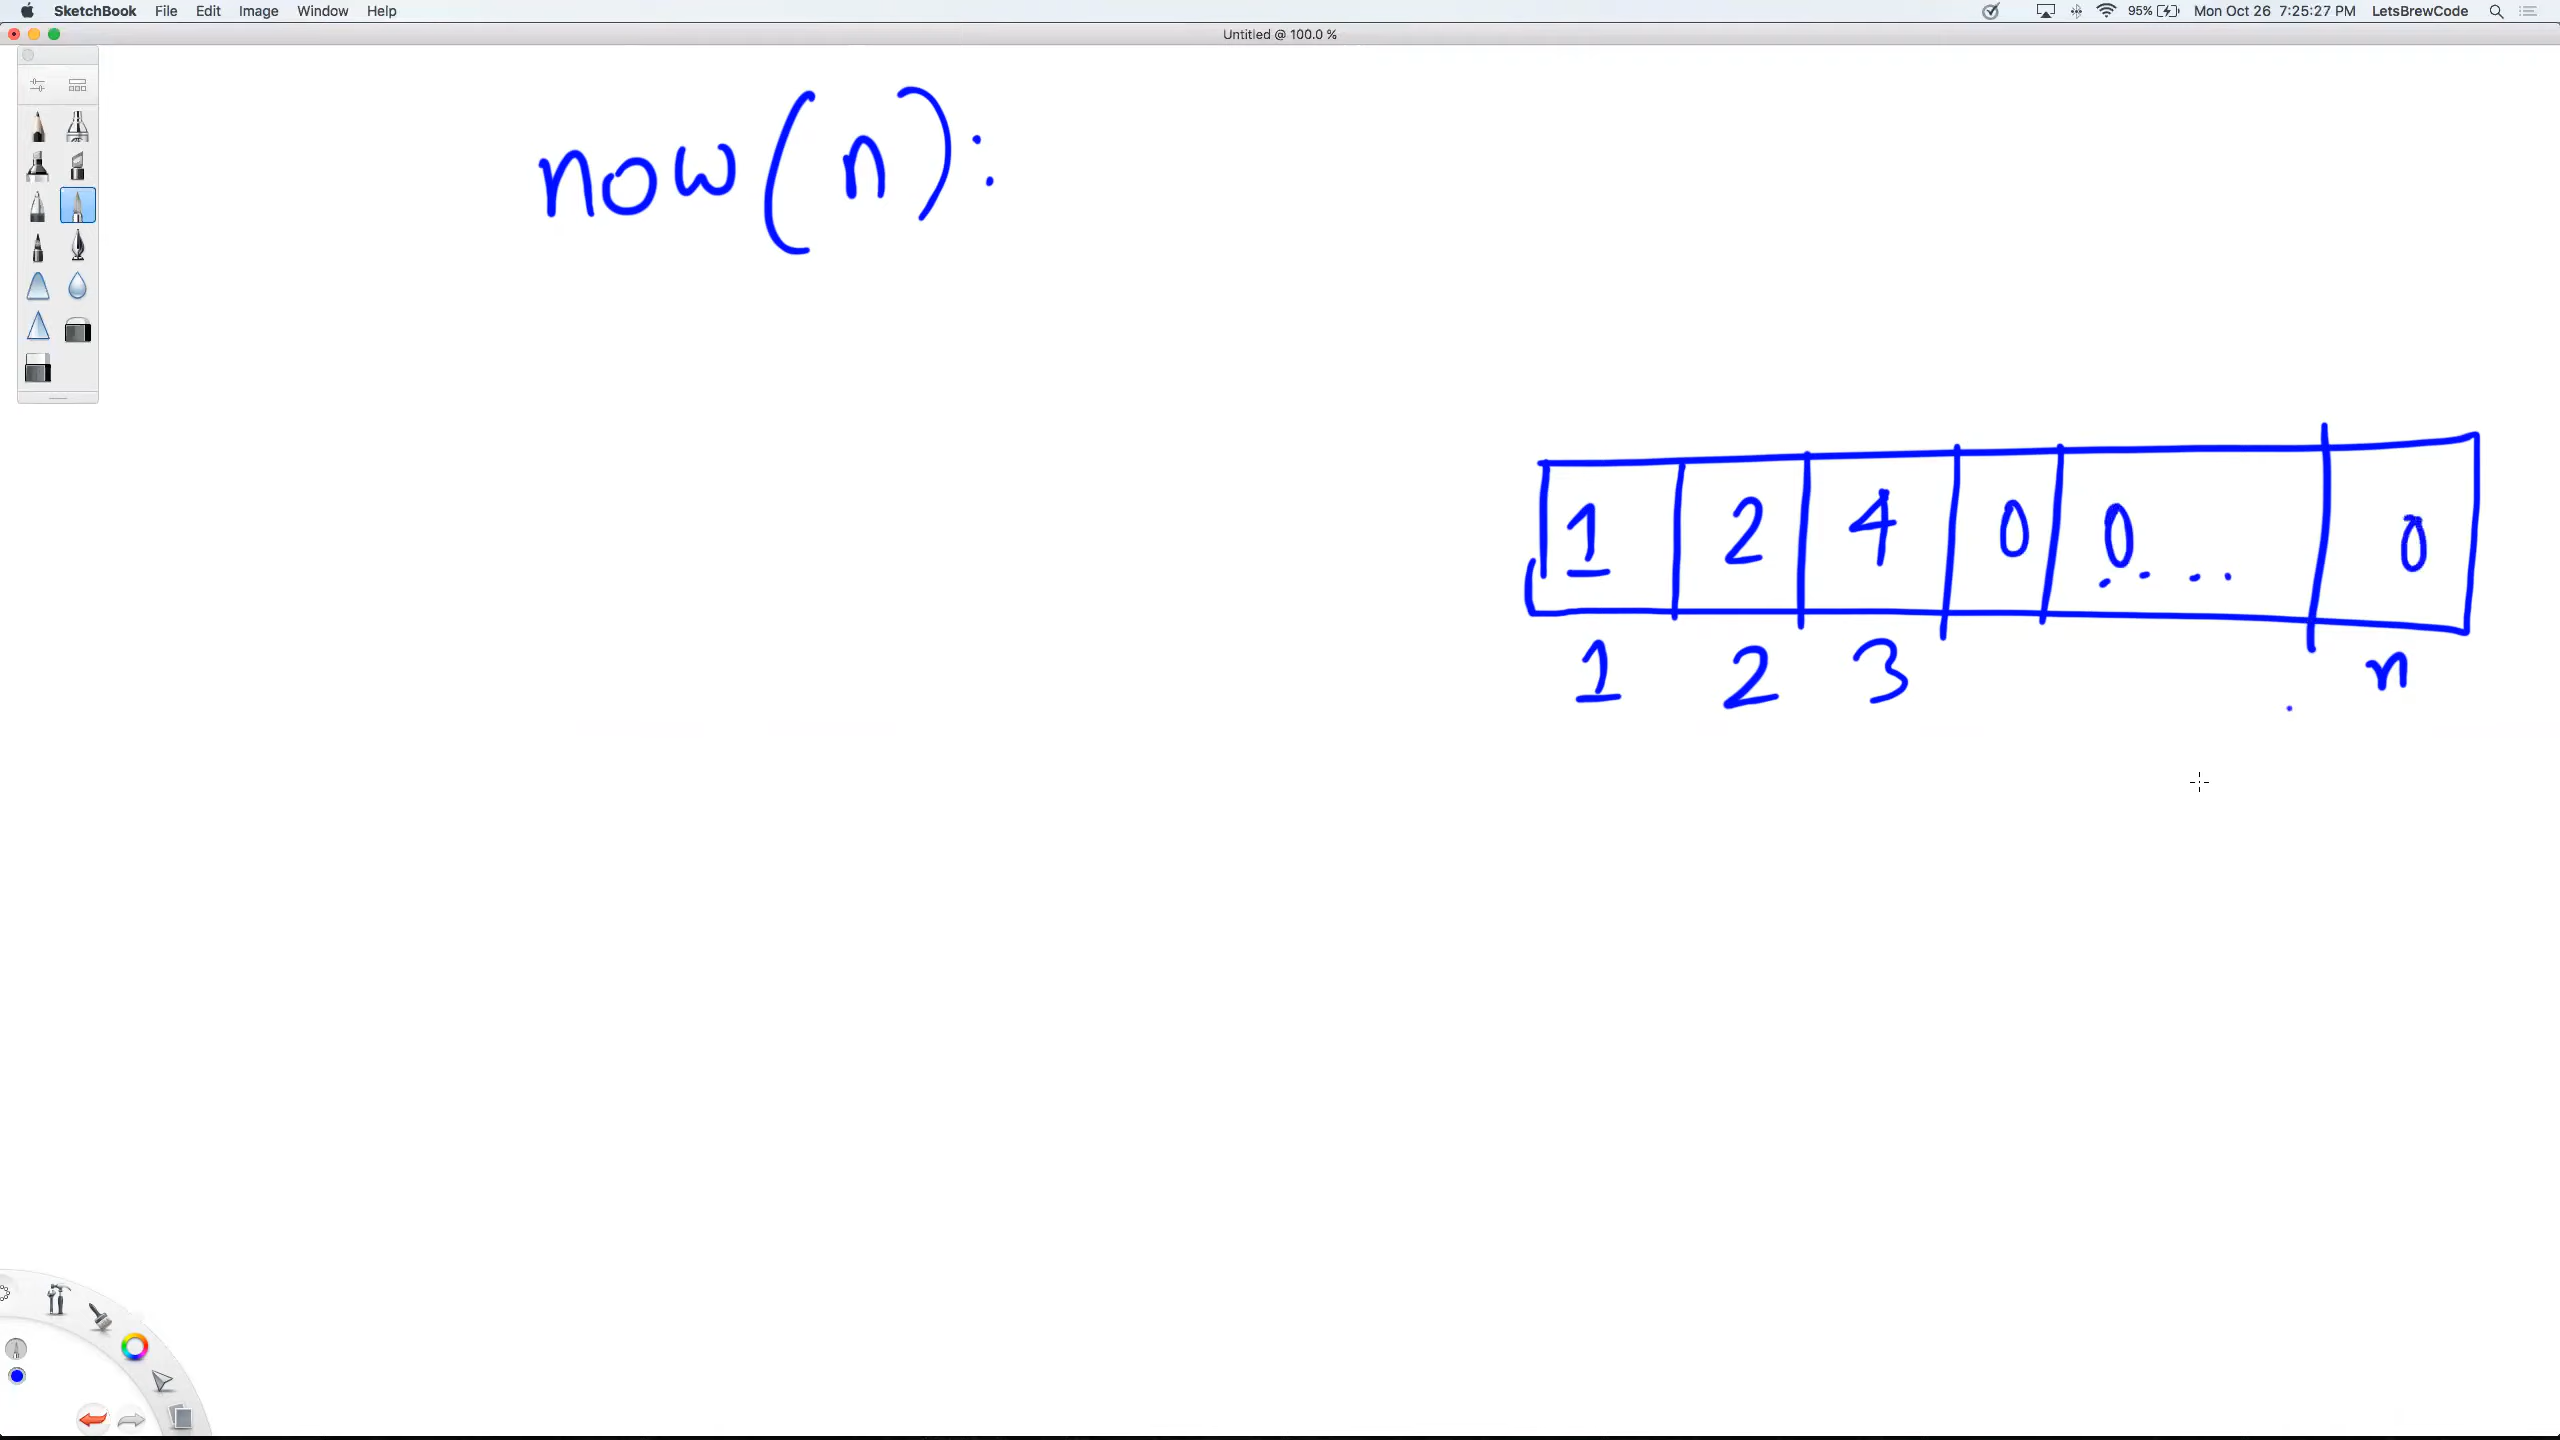 SketchBook File Edit Image Window Help 95% Mon Oct 26 7:25:27 PM LetsBrewCode
Untitled @ 100.0 %
now(n):
1 2 4 0 0.... 0
1 2 3 . n